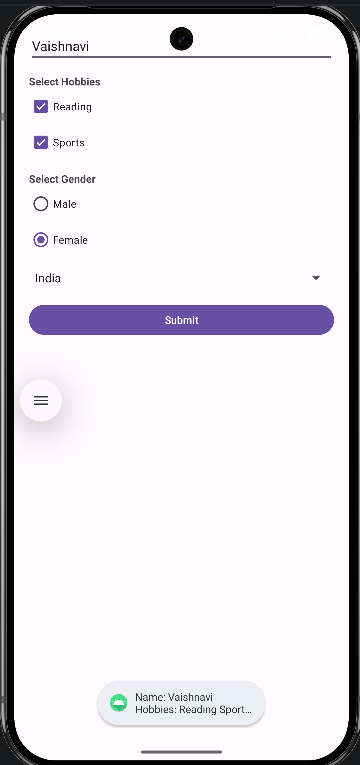 Vaishnavi
Select Hobbies
Reading
Sports
Select Gender
Male
Female
India
Submit
Name: Vaishnavi
Hobbies: Reading Sport...